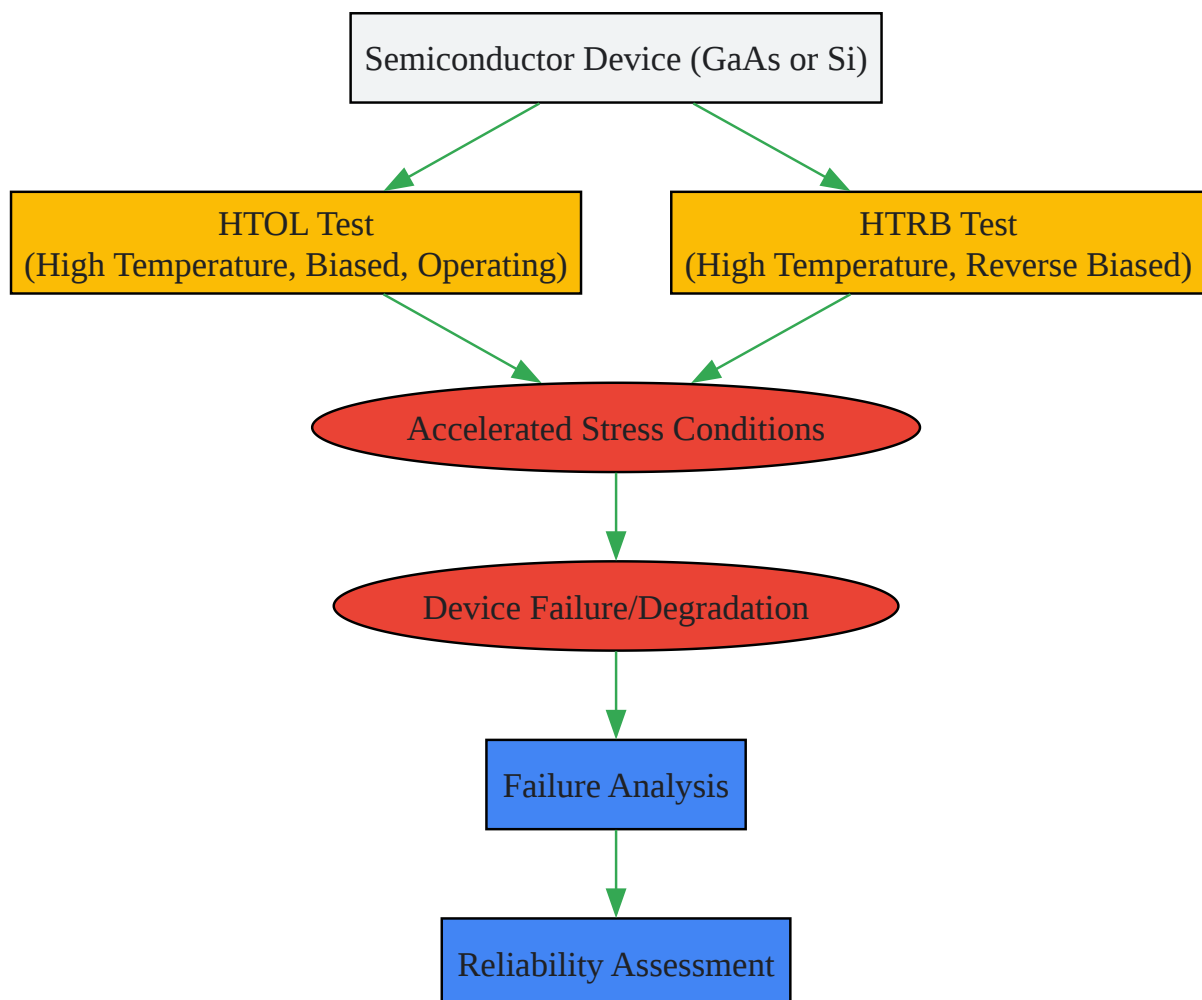 Semiconductor Device (GaAs or Si)
HTOL Test
(High Temperature, Biased, Operating)
HTRB Test
(High Temperature, Reverse Biased)
Accelerated Stress Conditions
Device Failure/Degradation
Failure Analysis
Reliability Assessment